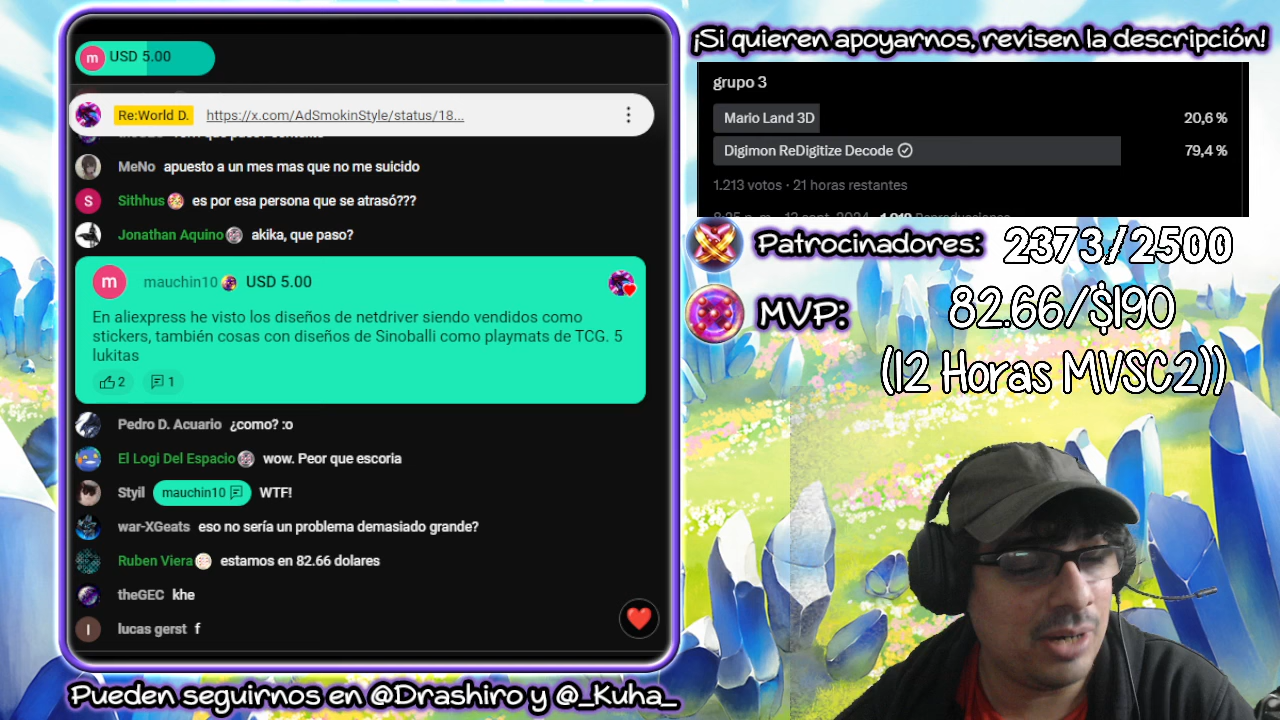 m USD 5.00
Re:World D. https://x.com/AdSmokinStyle/status/18...
MeNo apuesto a un mes mas que no me suicido
S Sithhus es por esa persona que se atrasó???
Jonathan Aquino akika, que paso?
m mauchin10 USD 5.00
En aliexpress he visto los diseños de netdriver siendo vendidos como
stickers, también cosas con diseños de Sinoballi como playmats de TCG. 5
lukitas
2 1
Pedro D. Acuario ¿como? :o
El Logi Del Espacio wow. Peor que escoria
Styil mauchin10 WTF!
war-XGeats eso no sería un problema demasiado grande?
Ruben Viera estamos en 82.66 dolares
theGEC khe
l lucas gerst f
Pueden seguirnos en @Drashiro y @_Kuha_
¡Si quieren apoyarnos, revisen la descripción!
grupo 3
Mario Land 3D 20,6 %
Digimon ReDigitize Decode 79,4 %
1.213 votos · 21 horas restantes
Patrocinadores: 2373/2500
MVP: 82.66/$190
(12 Horas MVSC2))